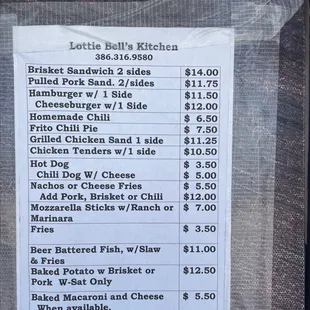 Lottie Bell's Kitchen
386.316.9580
Brisket Sandwich 2 sides $14.00
Pulled Pork Sand. 2/sides $11.75
Hamburger w/ 1 Side $11.50
Cheeseburger w/1 Side $12.00
Homemade Chili $ 6.50
Frito Chili Pie $ 7.50
Grilled Chicken Sand 1 side $11.25
Chicken Tenders w/1 side $10.50
Hot Dog $ 3.50
Chili Dog W/ Cheese $ 5.00
Nachos or Cheese Fries $ 5.50
Add Pork, Brisket or Chili $12.00
Mozzarella Sticks w/Ranch or $ 7.00
Marinara
Fries $ 3.50
Beer Battered Fish, w/Slaw $11.00
& Fries
Baked Potato w Brisket or $12.50
Pork W-Sat Only
Baked Macaroni and Cheese $ 5.50
When available.